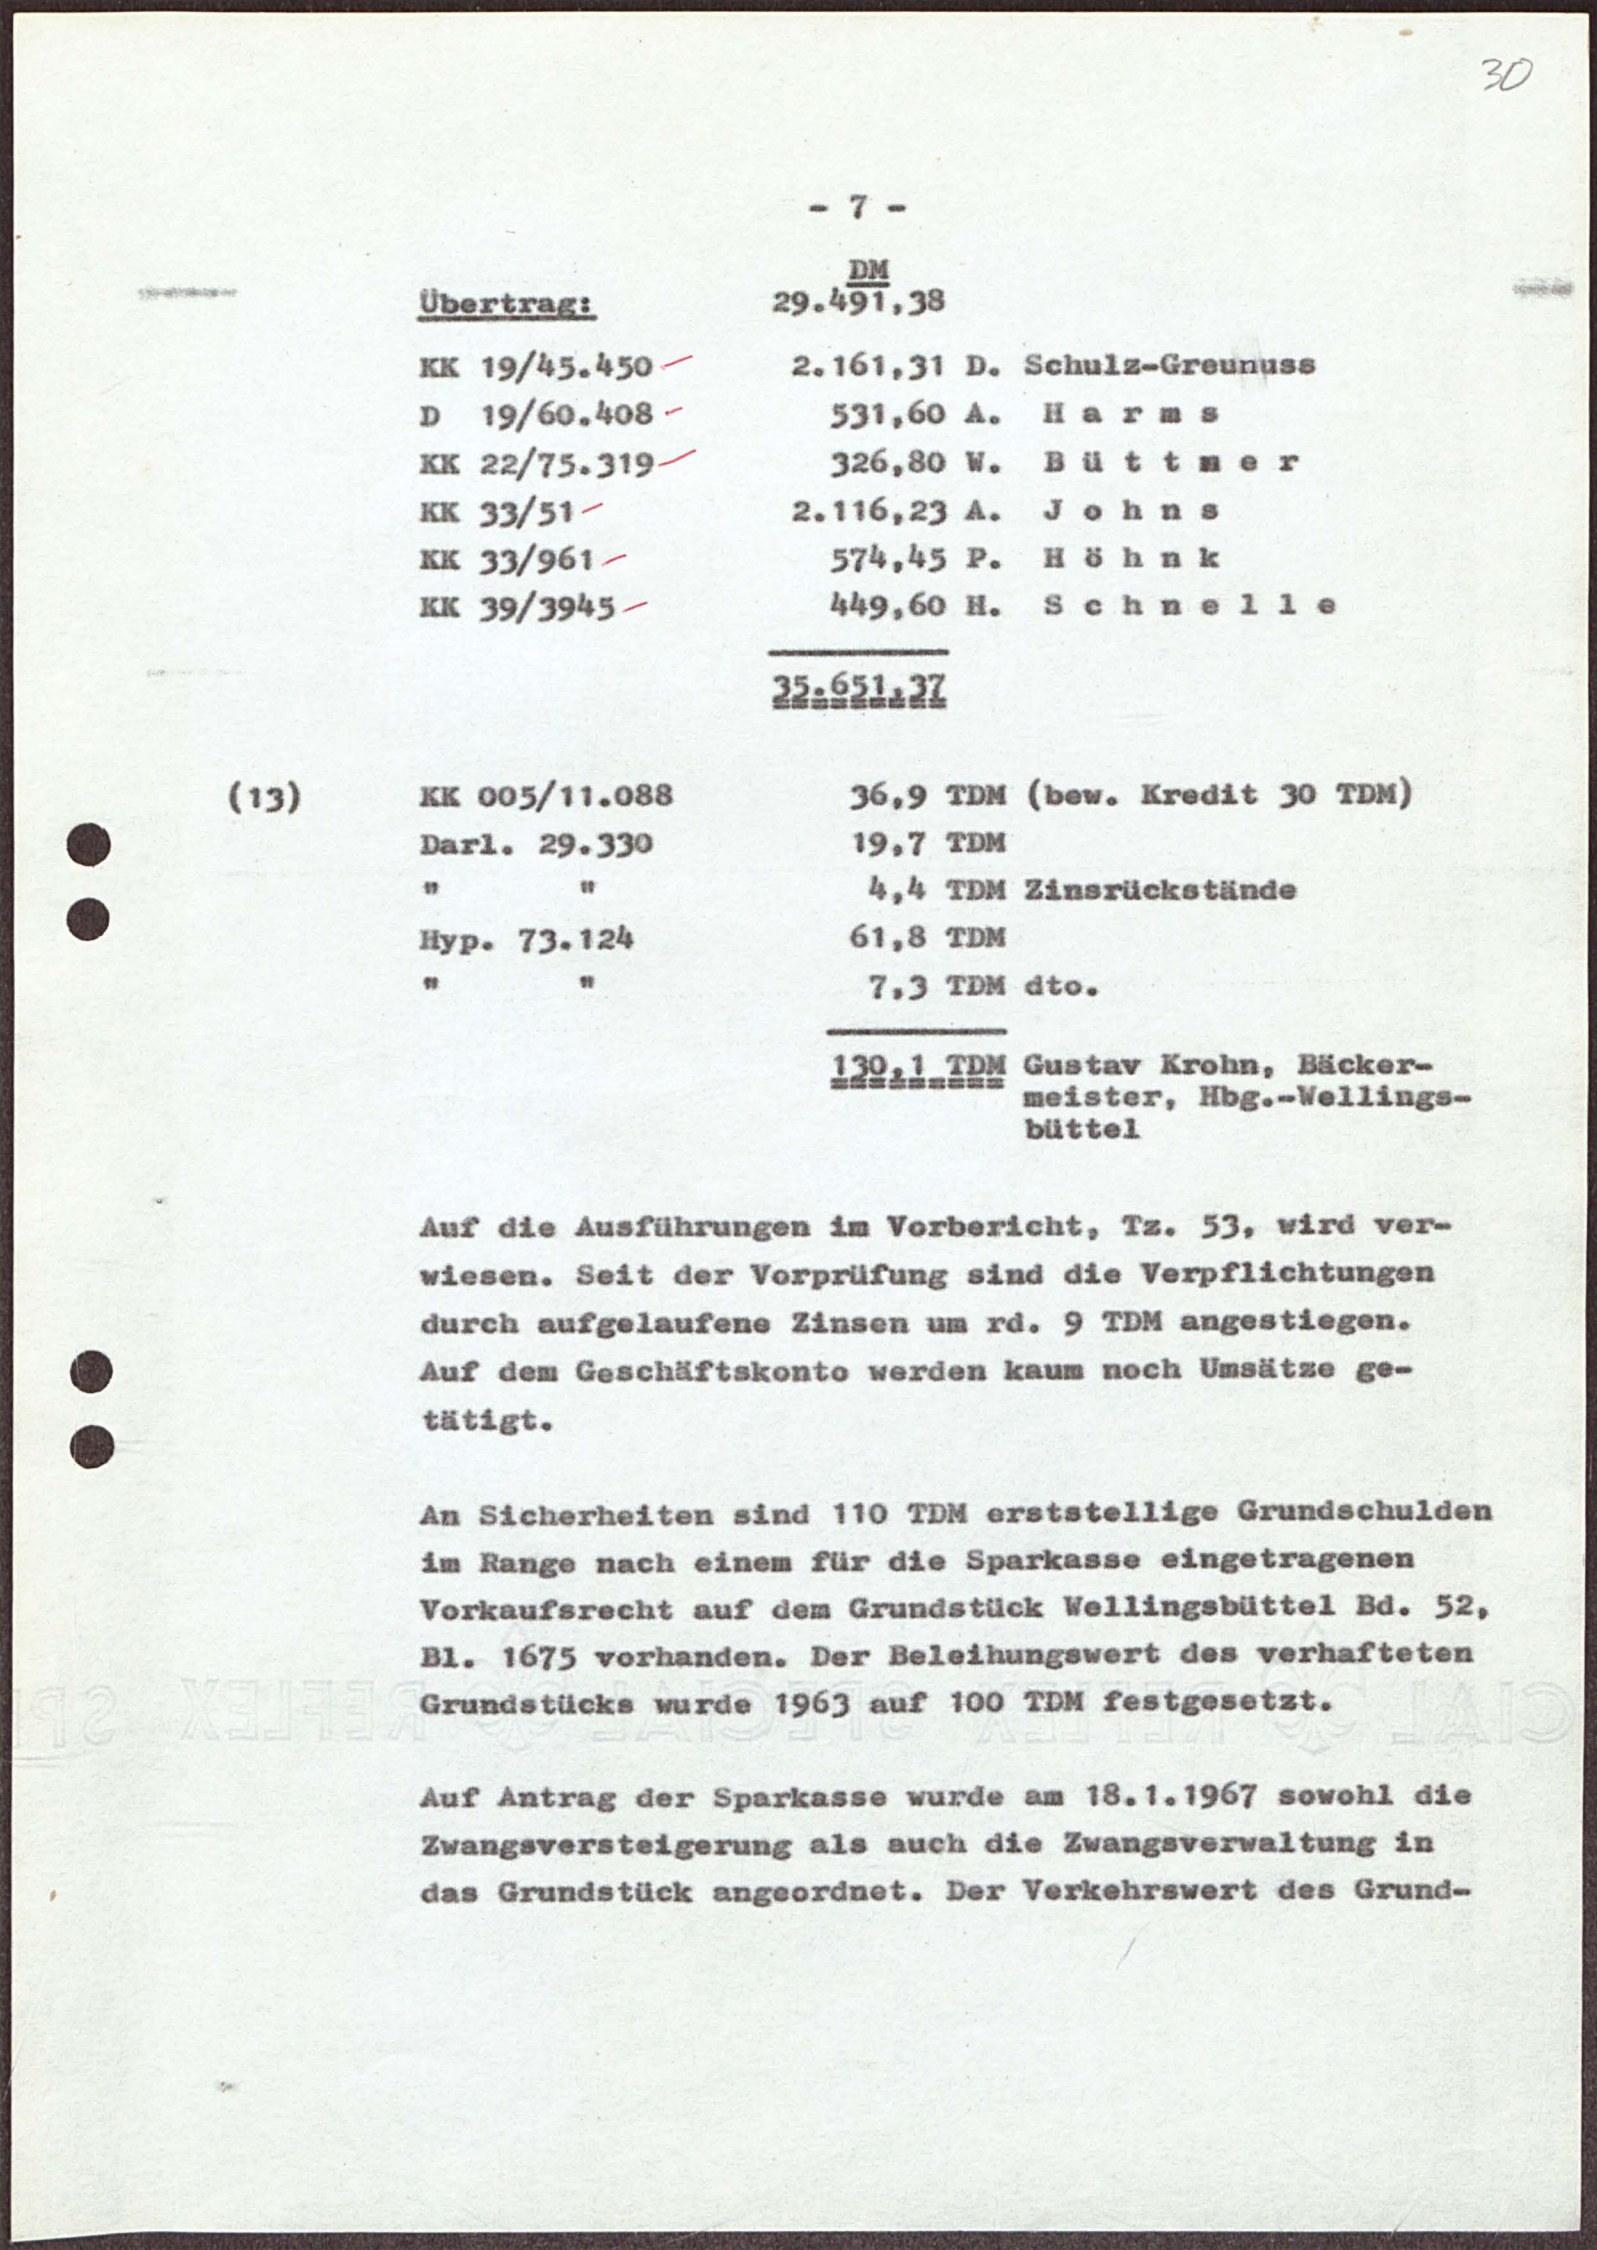 30
- 7 -
DM
Übertrag: 29.491,38
KK 19/45.450 2.161,31 D. Schulz-Greunuss
D 19/60.408 531,60 A. H a r m s
KK 22/75.319 326,80 W. B ü t t n e r
KK 33/51 2.116,23 A. J o h n s
KK 33/961 574,45 P. H ö h n k
KK 39/3945 449,60 H. S c h n e l l e
35.651,37
(13) KK 005/11.088 36,9 TDM (bew. Kredit 30 TDM)
Darl. 29.330 19,7 TDM
" " 4,4 TDM Zinsrückstände
Hyp. 73.124 61,8 TDM
" " 7,3 TDM dto.
130,1 TDM Gustav Krohn, Bäcker-
meister, Hbg.-Wellings-
büttel
Auf die Ausführungen im Vorbericht, Tz. 53, wird ver-
wiesen. Seit der Vorprüfung sind die Verpflichtungen
durch aufgelaufene Zinsen um rd. 9 TDM angestiegen.
Auf dem Geschäftskonto werden kaum noch Umsätze ge-
tätigt.
An Sicherheiten sind 110 TDM erststellige Grundschulden
im Range nach einem für die Sparkasse eingetragenen
Vorkaufsrecht auf dem Grundstück Wellingsbüttel Bd. 52,
Bl. 1675 vorhanden. Der Beleihungswert des verhafteten
Grundstücks wurde 1963 auf 100 TDM festgesetzt.
Auf Antrag der Sparkasse wurde am 18.1.1967 sowohl die
Zwangsversteigerung als auch die Zwangsverwaltung in
das Grundstück angeordnet. Der Verkehrswert des Grund-